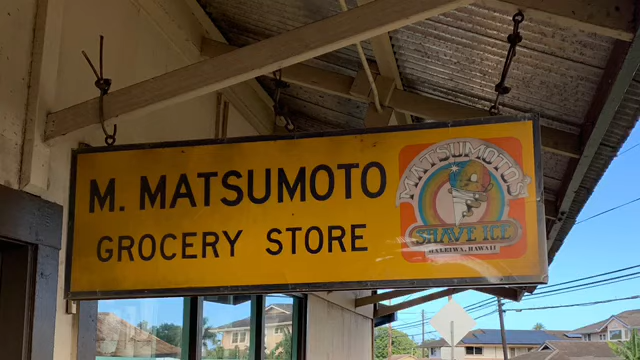 M. MATSUMOTO
GROCERY STORE
MATSUMOTO'S
SHAVE ICE
HALEIWA, HAWAII